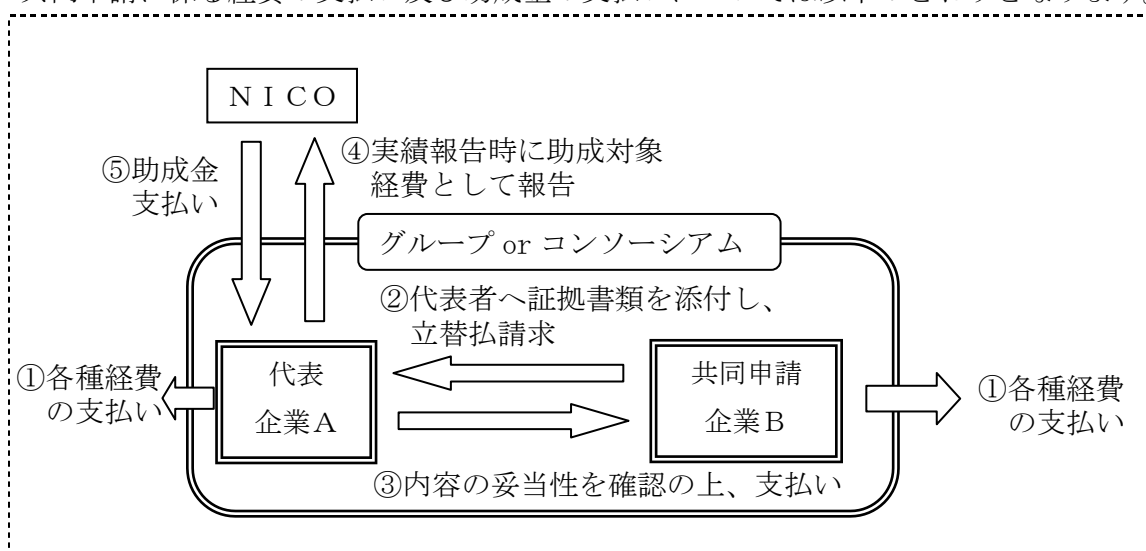 ＮＩＣＯ
⑤助成金
支払い
④実績報告時に助成対象
経費として報告
グループ or コンソーシアム
②代表者へ証拠書類を添付し、
立替払請求
①各種経費
の支払い
代表
企業Ａ
共同申請
企業Ｂ
①各種経費
の支払い
③内容の妥当性を確認の上、支払い